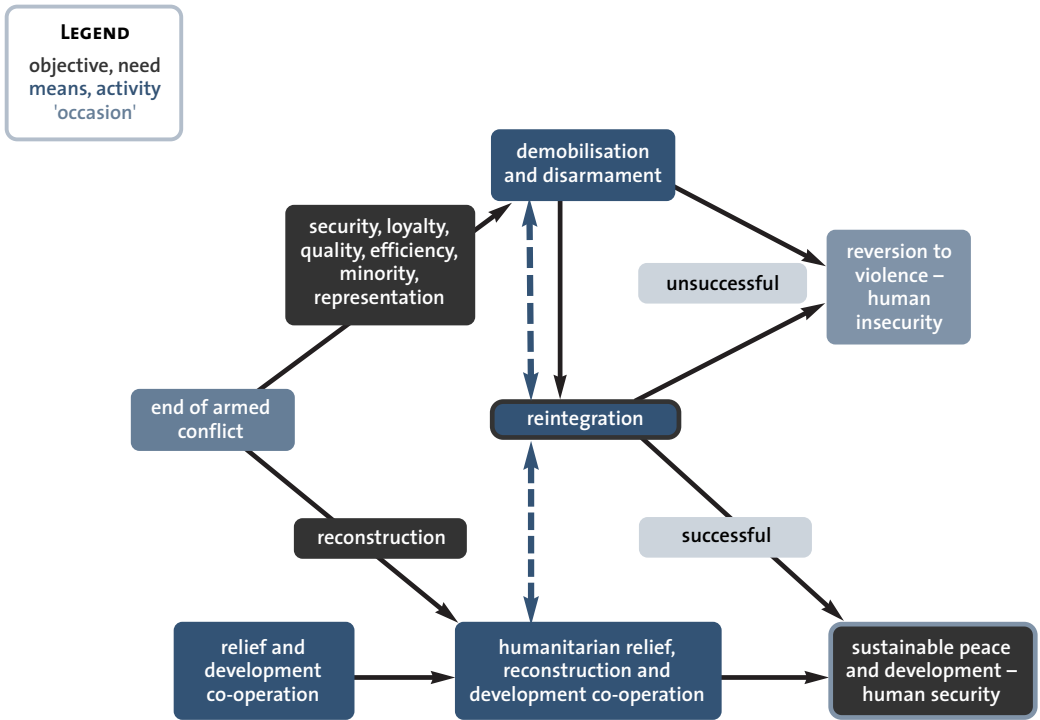 LEGEND
objective, need
means, activity
'occasion'
demobilisation
and disarmament
security, loyalty,
quality, efficiency,
minority,
representation
reversion to
violence –
human
insecurity
unsuccessful
end of armed
conflict
reintegration
reconstruction
successful
relief and
development
co-operation
humanitarian relief,
reconstruction and
development co-operation
sustainable peace
and development –
human security